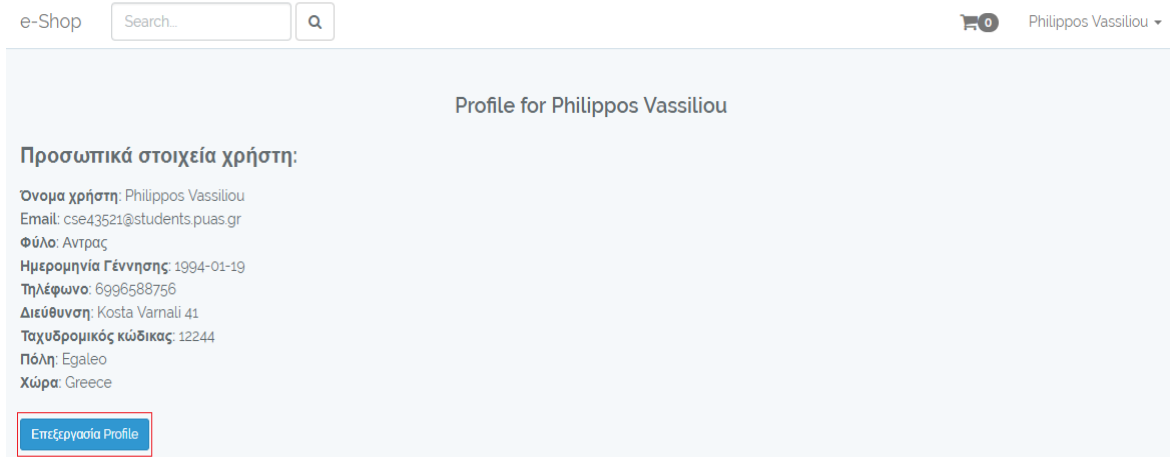 e-Shop Search... 0 Philippos Vassiliou
Profile for Philippos Vassiliou
Προσωπικά στοιχεία χρήστη:
Όνομα χρήστη: Philippos Vassiliou
Email: cse43521@students.puas.gr
Φύλο: Αντρας
Ημερομηνία Γέννησης: 1994-01-19
Τηλέφωνο: 6996588756
Διεύθυνση: Kosta Varnali 41
Ταχυδρομικός κώδικας: 12244
Πόλη: Egaleo
Χώρα: Greece
Επεξεργασία Profile